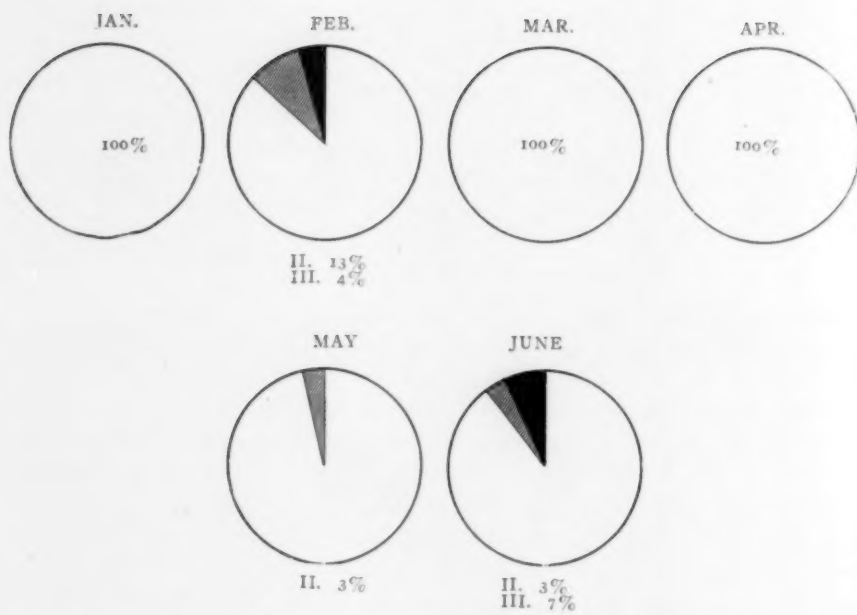 JAN.
FEB.
MAR.
APR.
100%
100%
100%
II. 13%
III. 4%
MAY
JUNE
II. 3%
II. 3%
III. 7%